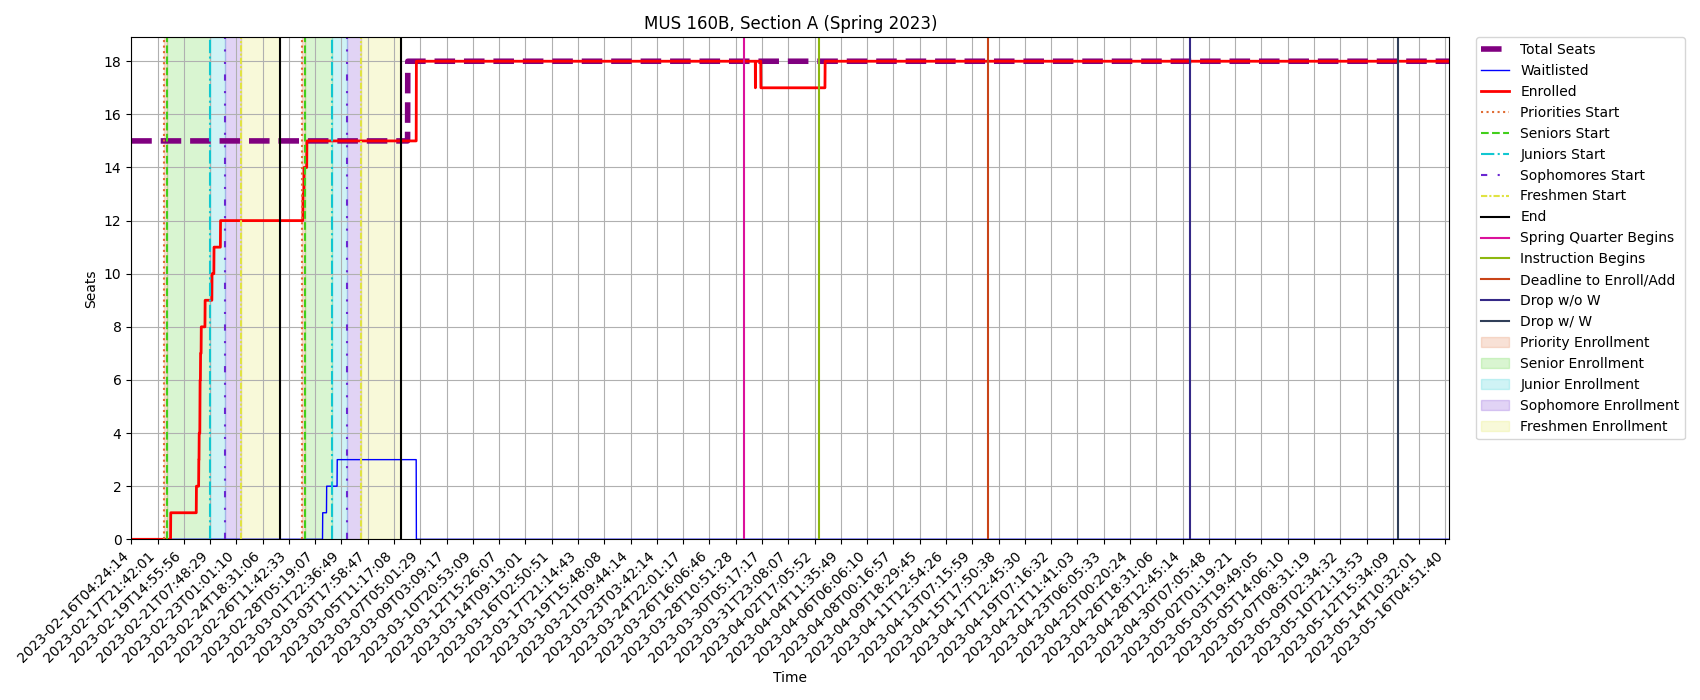 MUS 160B, Section A (Spring 2023)
Seats
18
16
14
12
10
8
6
4
2
0
2023-02-16T04:24:14
2023-02-17T21:42:01
2023-02-19T14:55:56
2023-02-21T07:48:29
2023-02-23T01:01:10
2023-02-24T18:31:06
2023-02-26T11:42:33
2023-02-28T05:19:07
2023-03-01T22:36:49
2023-03-03T17:58:47
2023-03-05T11:17:08
2023-03-07T05:01:29
2023-03-09T03:09:17
2023-03-10T20:53:09
2023-03-12T15:26:07
2023-03-14T09:13:01
2023-03-16T02:50:51
2023-03-17T21:14:43
2023-03-19T15:48:08
2023-03-21T09:44:14
2023-03-23T03:42:14
2023-03-24T22:01:17
2023-03-26T16:06:46
2023-03-28T10:51:28
2023-03-30T05:17:17
2023-03-31T23:08:07
2023-04-02T17:05:52
2023-04-04T11:35:49
2023-04-06T06:06:10
2023-04-08T00:16:57
2023-04-09T18:29:45
2023-04-11T12:54:26
2023-04-13T07:15:59
2023-04-15T17:50:38
2023-04-17T12:45:30
2023-04-19T07:16:32
2023-04-21T11:41:03
2023-04-23T06:05:33
2023-04-25T00:20:24
2023-04-26T18:31:06
2023-04-28T12:45:14
2023-04-30T07:05:48
2023-05-02T01:19:21
2023-05-03T19:49:05
2023-05-05T14:06:10
2023-05-07T08:31:19
2023-05-09T02:34:32
2023-05-10T21:13:53
2023-05-12T15:34:09
2023-05-14T10:32:01
2023-05-16T04:51:40
Time
Total Seats
Waitlisted
Enrolled
Priorities Start
Seniors Start
Juniors Start
Sophomores Start
Freshmen Start
End
Spring Quarter Begins
Instruction Begins
Deadline to Enroll/Add
Drop w/o W
Drop w/ W
Priority Enrollment
Senior Enrollment
Junior Enrollment
Sophomore Enrollment
Freshmen Enrollment